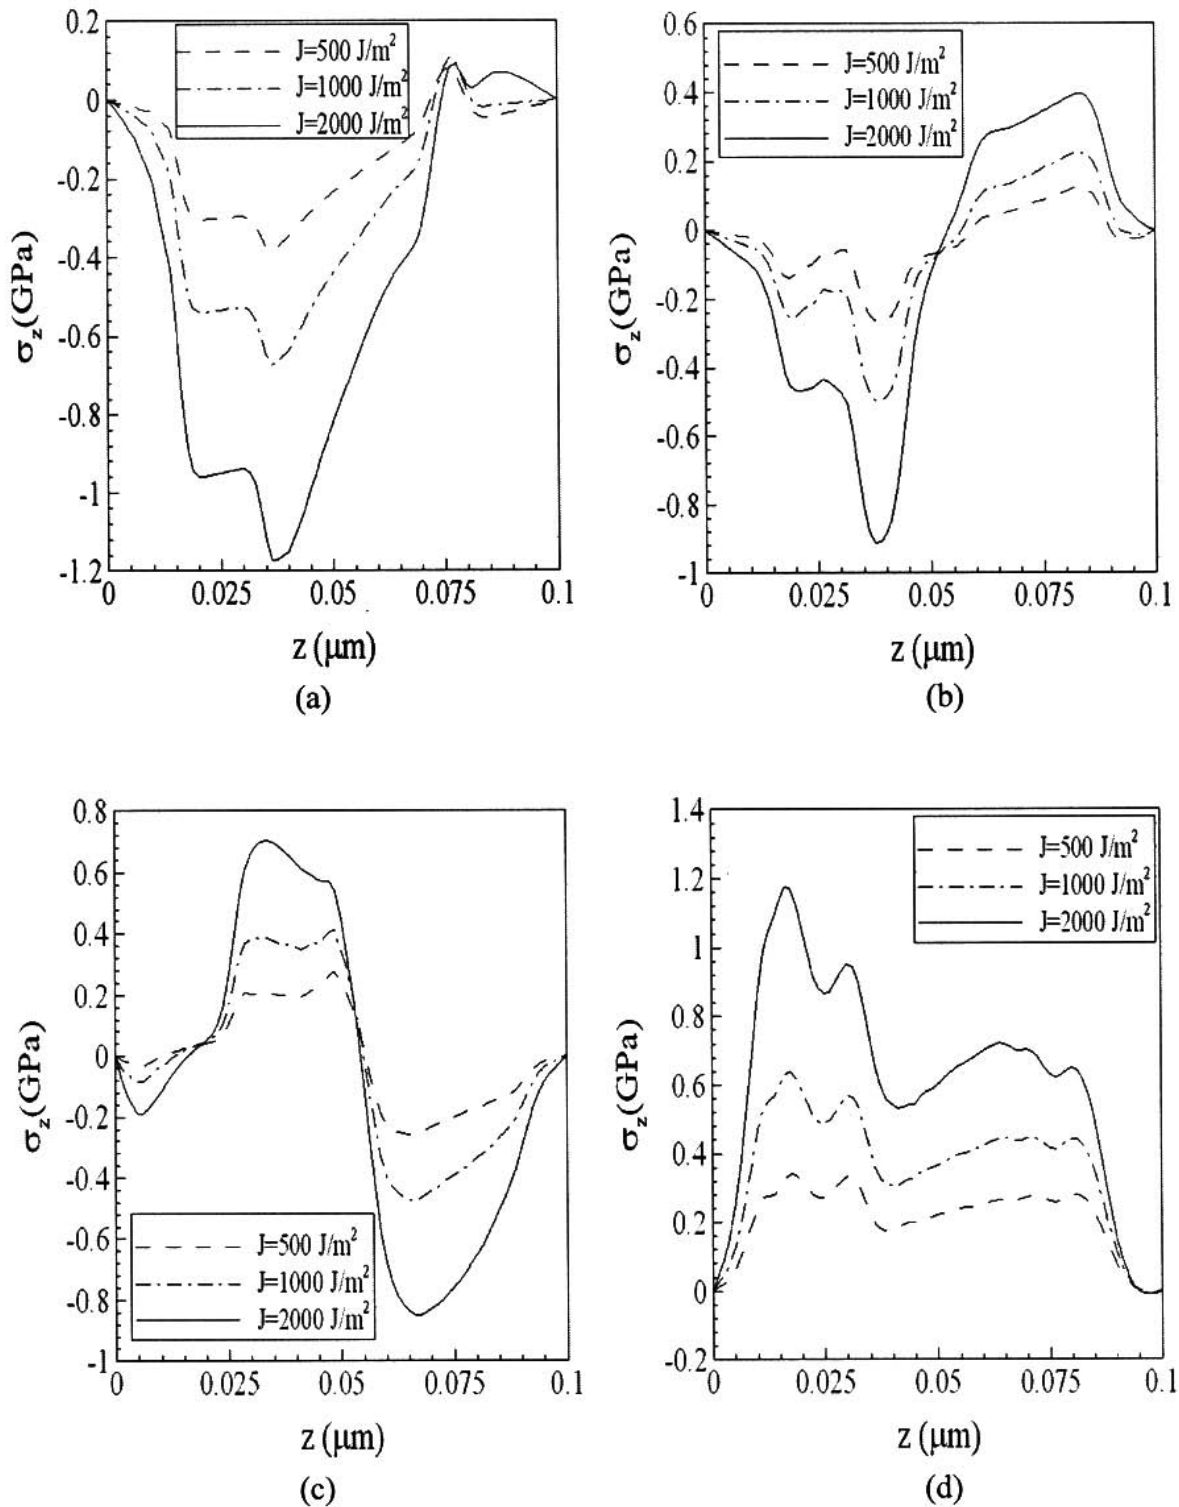 0.2
0
-0.2
-0.4
-0.6
-0.8
-1
-1.2
σz(GPa)
J=500 J/m²
J=1000 J/m²
J=2000 J/m²
0 0.025 0.05 0.075 0.1
z (μm)
(a)
0.6
0.4
0.2
0
-0.2
-0.4
-0.6
-0.8
-1
σz(GPa)
J=500 J/m²
J=1000 J/m²
J=2000 J/m²
0 0.025 0.05 0.075 0.1
z (μm)
(b)
0.8
0.6
0.4
0.2
0
-0.2
-0.4
-0.6
-0.8
-1
σz(GPa)
J=500 J/m²
J=1000 J/m²
J=2000 J/m²
0 0.025 0.05 0.075 0.1
z (μm)
(c)
1.4
1.2
1
0.8
0.6
0.4
0.2
0
-0.2
σz(GPa)
J=500 J/m²
J=1000 J/m²
J=2000 J/m²
0 0.025 0.05 0.075 0.1
z (μm)
(d)